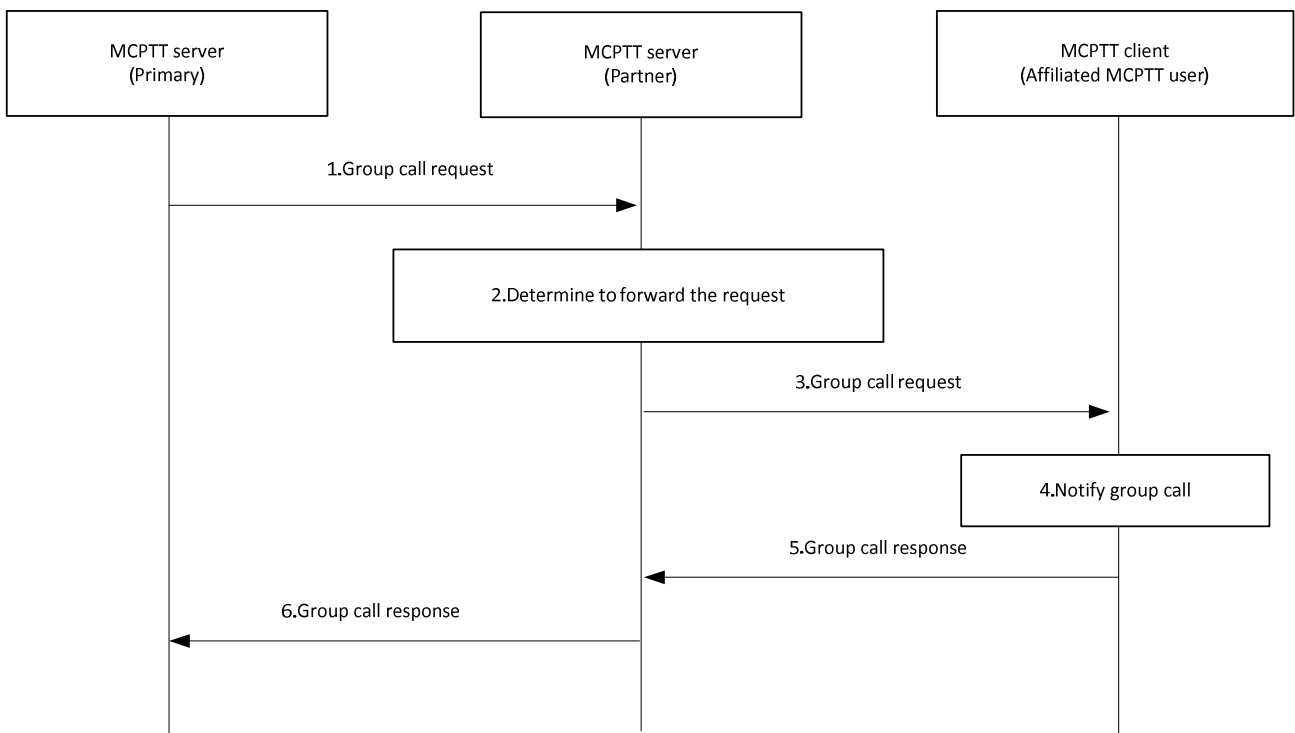 MCPTT server
(Primary)
MCPTT server
(Partner)
MCPTT client
(Affiliated MCPTT user)
1.Group call request
2.Determine to forward the request
3.Group call request
4.Notify group call
5.Group call response
6.Group call response